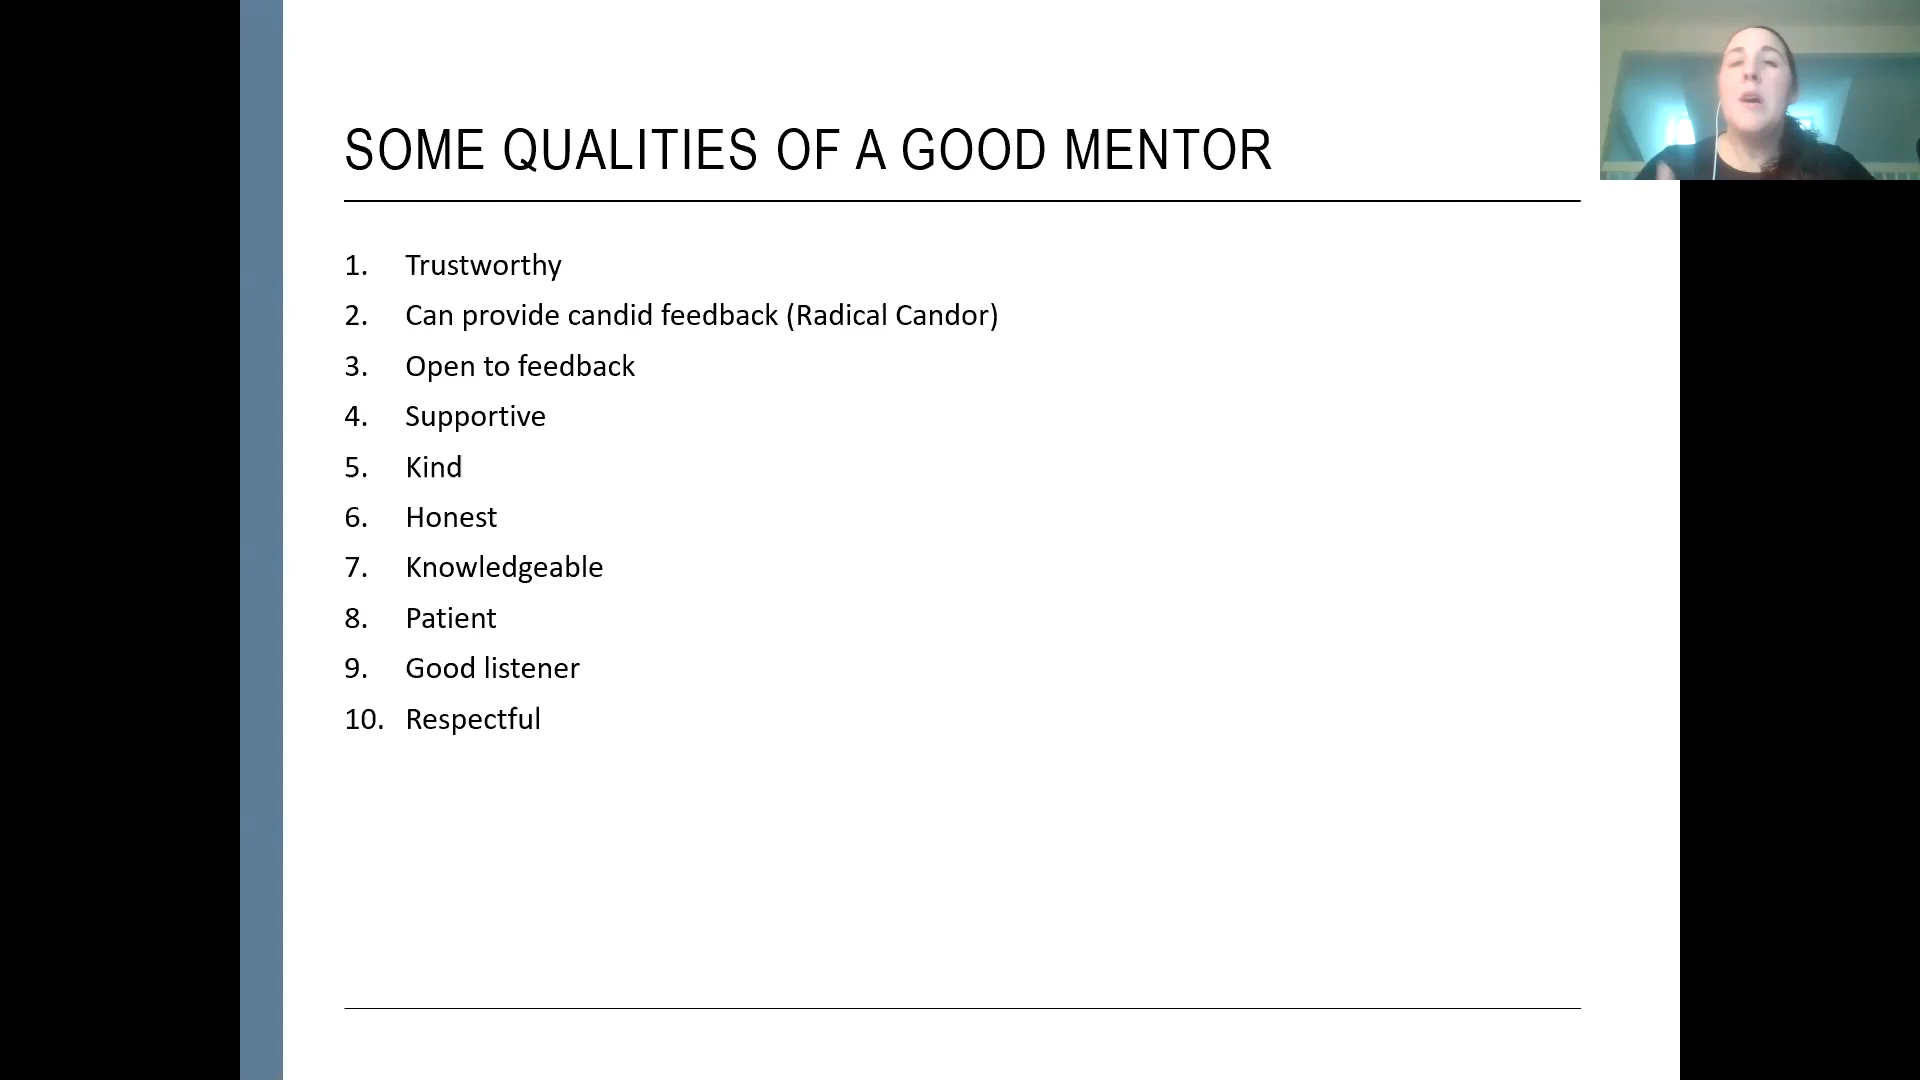 SOME QUALITIES OF A GOOD MENTOR
1. Trustworthy
2. Can provide candid feedback (Radical Candor)
3. Open to feedback
4. Supportive
5. Kind
6. Honest
7. Knowledgeable
8. Patient
9. Good listener
10. Respectful